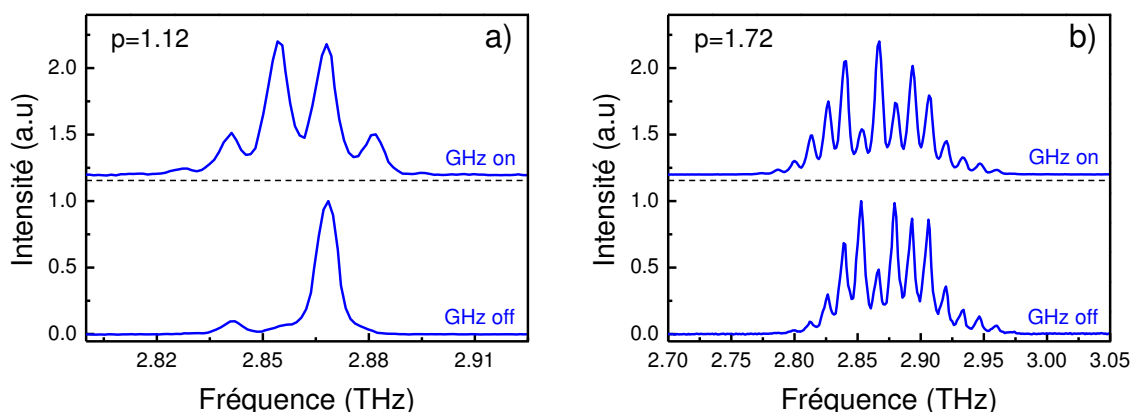 p=1.12
a)
2.0
1.5
1.0
0.5
0.0
GHz on
GHz off
Intensité (a.u)
2.82 2.85 2.88 2.91
Fréquence (THz)
p=1.72
b)
2.0
1.5
1.0
0.5
0.0
GHz on
GHz off
Intensité (a.u)
2.70 2.75 2.80 2.85 2.90 2.95 3.00 3.05
Fréquence (THz)